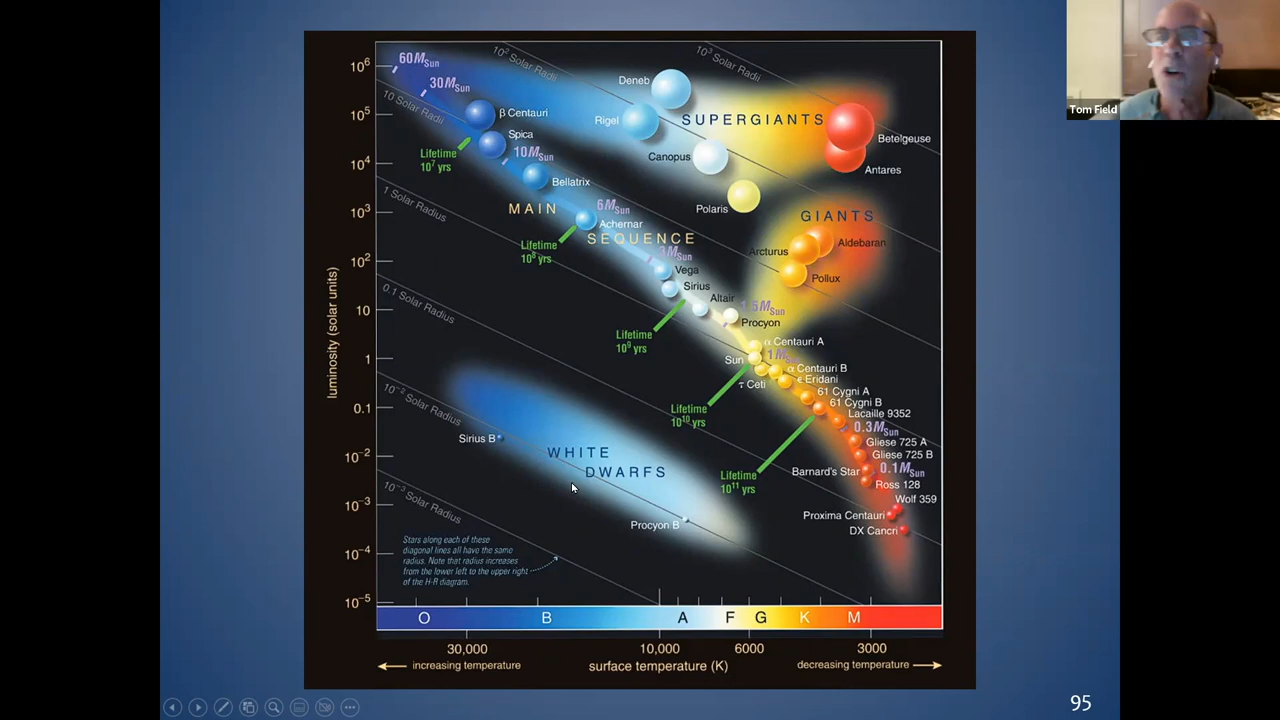 Tom Field
10⁶
10⁵
10⁴
10³
10²
10
1
0.1
10⁻²
10⁻³
10⁻⁴
10⁻⁵
luminosity (solar units)
60MSun
30MSun
10² Solar Radii
10³ Solar Radii
10 Solar Radii
1 Solar Radius
0.1 Solar Radius
10⁻² Solar Radius
10⁻³ Solar Radius
Deneb
β Centauri
Rigel
SUPERGIANTS
Spica
Betelgeuse
Lifetime
10⁷ yrs
10MSun
Canopus
Antares
Bellatrix
MAIN
6MSun
Polaris
GIANTS
Achernar
SEQUENCE
Lifetime
10⁸ yrs
Arcturus
Aldebaran
3MSun
Vega
Pollux
Sirius
Altair
1.5MSun
Procyon
Lifetime
10⁹ yrs
α Centauri A
Sun
1MSun
α Centauri B
τ Ceti
ε Eridani
61 Cygni A
61 Cygni B
Lifetime
10¹⁰ yrs
Lacaille 9352
0.3MSun
Gliese 725 A
Gliese 725 B
Sirius B
WHITE
DWARFS
Lifetime
10¹¹ yrs
Barnard's Star
0.1MSun
Ross 128
Wolf 359
Proxima Centauri
Procyon B
DX Cancri
Stars along each of these
diagonal lines all have the same
radius. Note that radius increases
from the lower left to the upper right
of the H-R diagram.
O B A F G K M
30,000 10,000 6000 3000
increasing temperature surface temperature (K) decreasing temperature
95